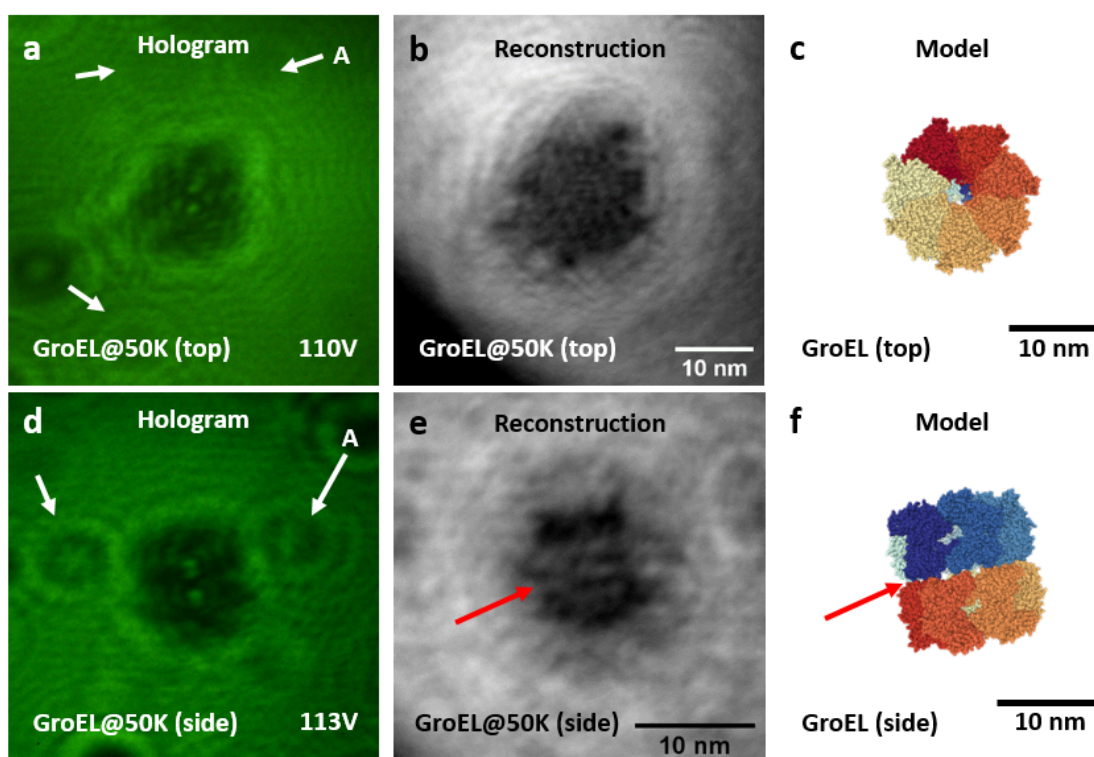 a
Hologram
A
GroEL@50K (top)
110V
b
Reconstruction
GroEL@50K (top)
10 nm
c
Model
GroEL (top)
10 nm
d
Hologram
A
GroEL@50K (side)
113V
e
Reconstruction
GroEL@50K (side)
10 nm
f
Model
GroEL (side)
10 nm